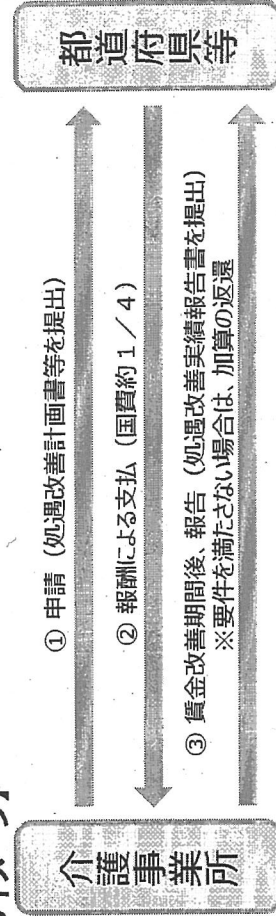 介護事業所
① 申請（処遇改善計画書等を提出）
② 報酬による支払（国費約１／４）
③ 賃金改善期間後、報告（処遇改善実績報告書を提出）
※要件を満たさない場合は、加算の返還
都道府県等